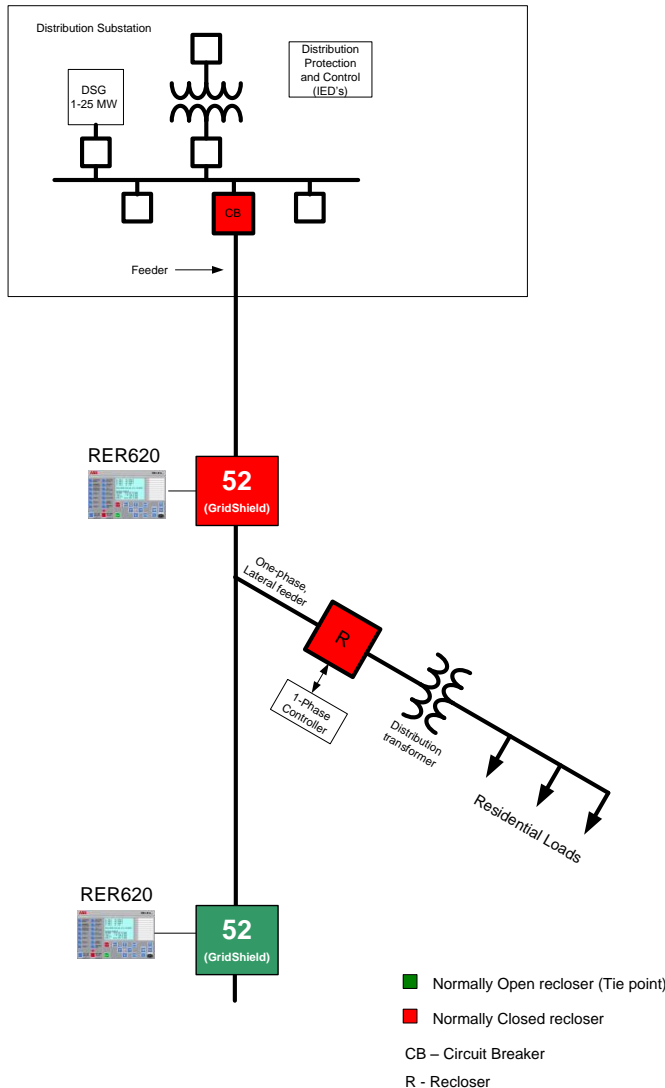 Distribution Substation
DSG
1-25 MW
Distribution
Protection
and Control
(IED's)
CB
Feeder
RER620
52
(GridShield)
One-phase,
Lateral feeder
R
1-Phase
Controller
Distribution
transformer
Residential Loads
RER620
52
(GridShield)
Normally Open recloser (Tie point)
Normally Closed recloser
CB – Circuit Breaker
R - Recloser
ABB
ABB